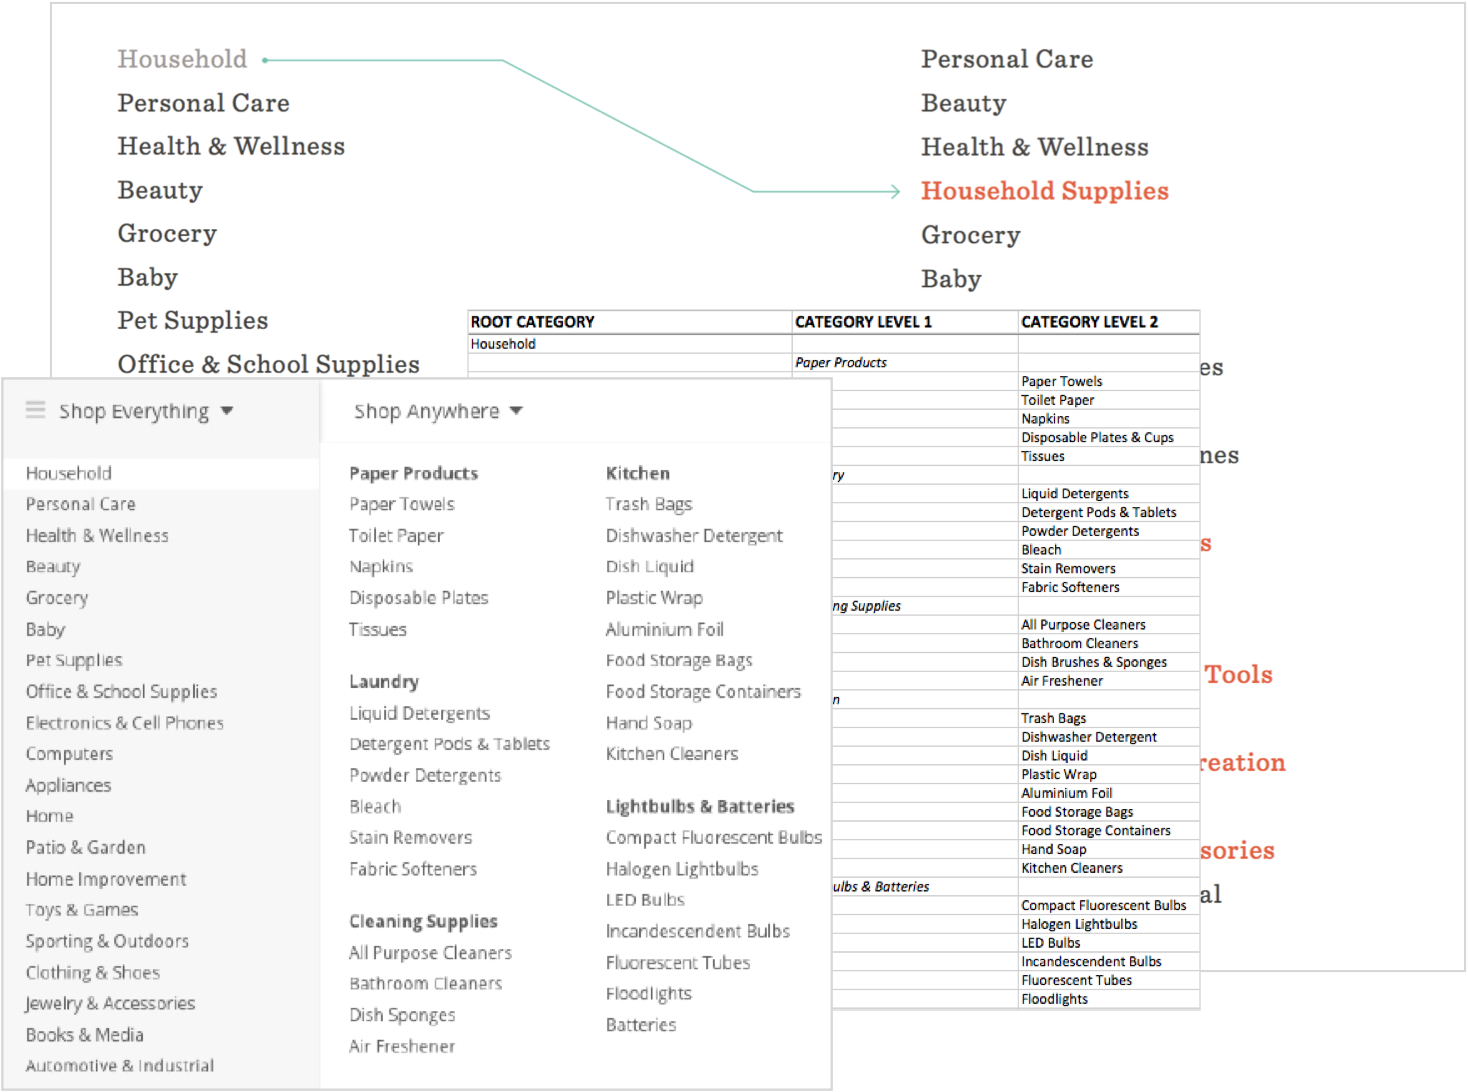 Household
Personal Care
Health & Wellness
Beauty
Grocery
Baby
Pet Supplies
Office & School Supplies
Personal Care
Beauty
Health & Wellness
Household Supplies
Grocery
Baby
es
nes
s
Tools
reation
sories
al
ROOT CATEGORY CATEGORY LEVEL 1 CATEGORY LEVEL 2
Household
Paper Products
Paper Towels
Toilet Paper
Napkins
Disposable Plates & Cups
Tissues
ry
Liquid Detergents
Detergent Pods & Tablets
Powder Detergents
Bleach
Stain Removers
Fabric Softeners
ng Supplies
All Purpose Cleaners
Bathroom Cleaners
Dish Brushes & Sponges
Air Freshener
n
Trash Bags
Dishwasher Detergent
Dish Liquid
Plastic Wrap
Aluminium Foil
Food Storage Bags
Food Storage Containers
Hand Soap
Kitchen Cleaners
ulbs & Batteries
Compact Fluorescent Bulbs
Halogen Lightbulbs
LED Bulbs
Incandescendent Bulbs
Fluorescent Tubes
Floodlights
Shop Everything
Household
Personal Care
Health & Wellness
Beauty
Grocery
Baby
Pet Supplies
Office & School Supplies
Electronics & Cell Phones
Computers
Appliances
Home
Patio & Garden
Home Improvement
Toys & Games
Sporting & Outdoors
Clothing & Shoes
Jewelry & Accessories
Books & Media
Automotive & Industrial
Shop Anywhere
Paper Products
Paper Towels
Toilet Paper
Napkins
Disposable Plates
Tissues
Laundry
Liquid Detergents
Detergent Pods & Tablets
Powder Detergents
Bleach
Stain Removers
Fabric Softeners
Cleaning Supplies
All Purpose Cleaners
Bathroom Cleaners
Dish Sponges
Air Freshener
Kitchen
Trash Bags
Dishwasher Detergent
Dish Liquid
Plastic Wrap
Aluminium Foil
Food Storage Bags
Food Storage Containers
Hand Soap
Kitchen Cleaners
Lightbulbs & Batteries
Compact Fluorescent Bulbs
Halogen Lightbulbs
LED Bulbs
Incandescendent Bulbs
Fluorescent Tubes
Floodlights
Batteries